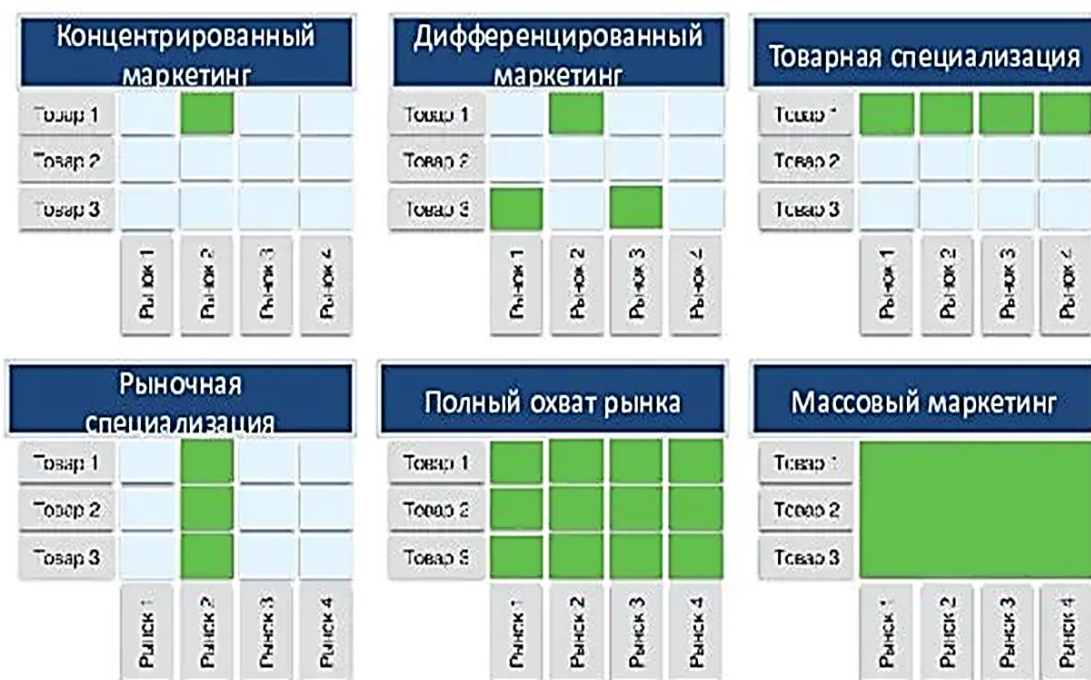 Концентрированный
маркетинг
Товар 1
Товар 2
Товар 3
Рынок 1
Рынок 2
Рынок 3
Рынок 4
Дифференцированный
маркетинг
Товар 1
Товар 2
Товар 3
Рынок 1
Рынок 2
Рынок 3
Рынок 4
Товарная специализация
Товар 1
Товар 2
Товар 3
Рынок 1
Рынок 2
Рынок 3
Рынок 4
Рыночная
специализация
Товар 1
Товар 2
Товар 3
Рынок 1
Рынок 2
Рынок 3
Рынок 4
Полный охват рынка
Товар 1
Товар 2
Товар 3
Рынок 1
Рынок 2
Рынок 3
Рынок 4
Массовый маркетинг
Товар 1
Товар 2
Товар 3
Рынок 1
Рынок 2
Рынок 3
Рынок 4